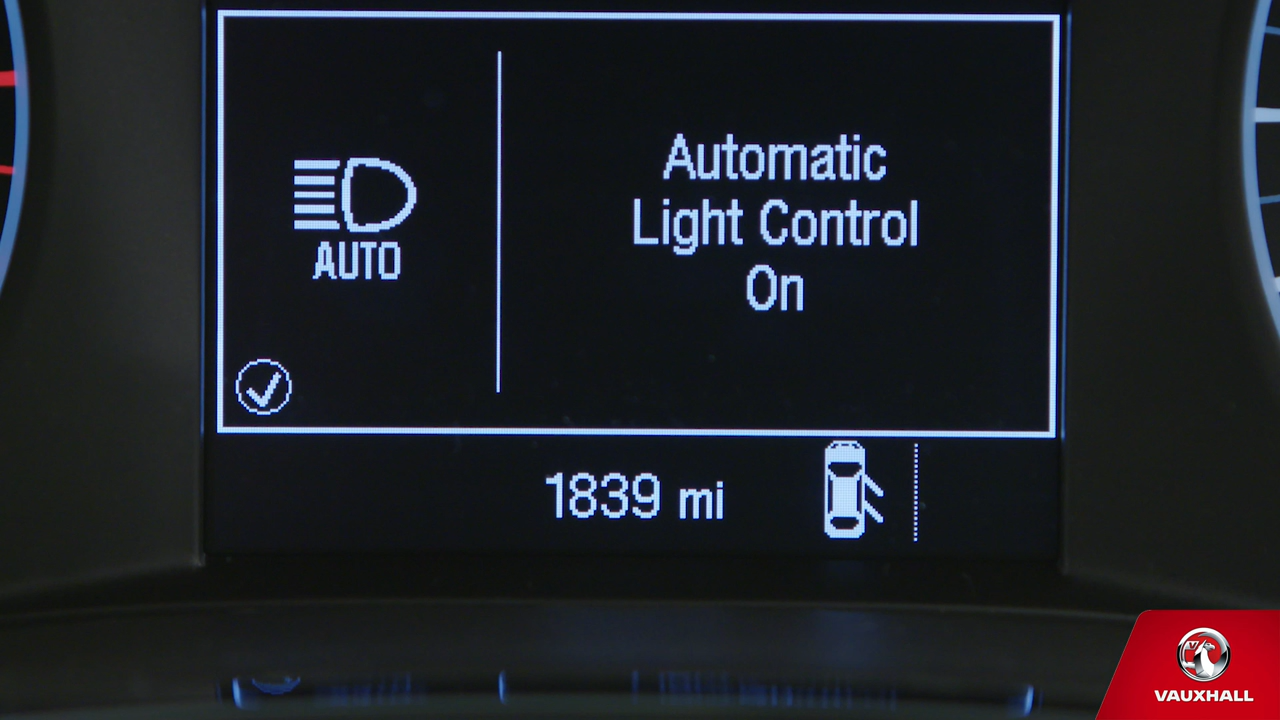 AUTO
Automatic
Light Control
On
1839 mi
VAUXHALL